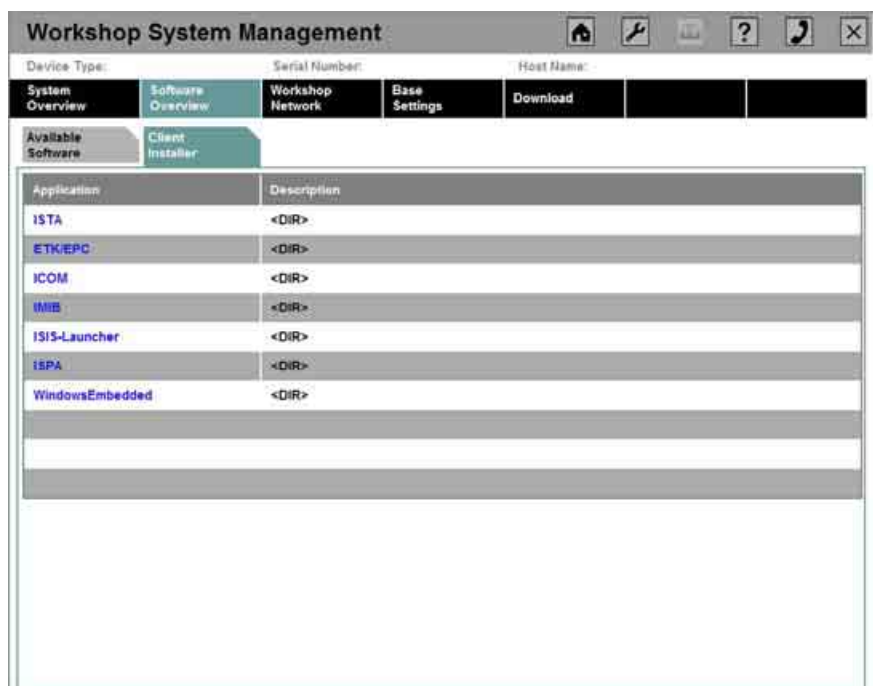 Workshop System Management
?
Device Type: Serial Number: Host Name:
System Overview
Software Overview
Workshop Network
Base Settings
Download
Available Software
Client Installer
Application Description
ISTA <DIR>
ETK/EPC <DIR>
ICOM <DIR>
IMIB <DIR>
ISIS-Launcher <DIR>
ISPA <DIR>
WindowsEmbedded <DIR>